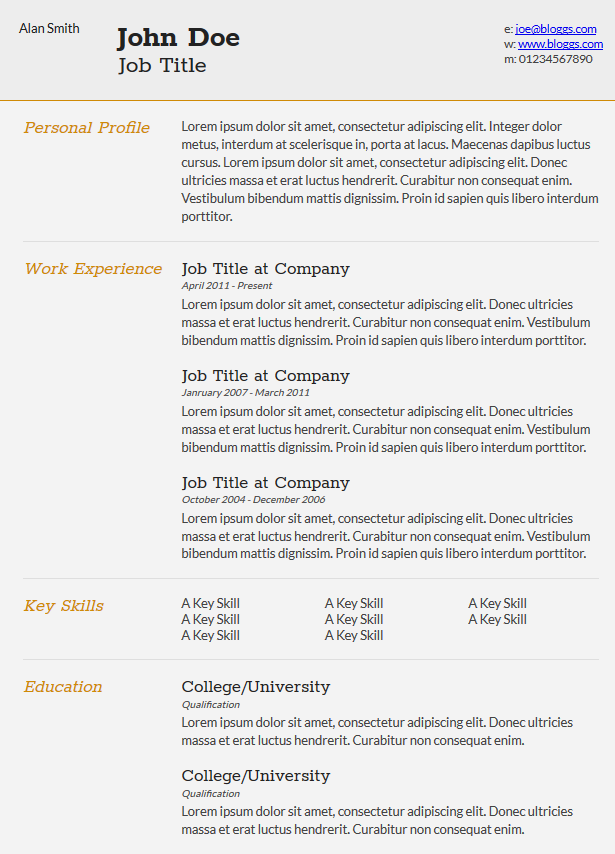 Alan Smith
John Doe
Job Title
e: joe@bloggs.com
w: www.bloggs.com
m: 01234567890
Personal Profile
Lorem ipsum dolor sit amet, consectetur adipiscing elit. Integer dolor
metus, interdum at scelerisque in, porta at lacus. Maecenas dapibus luctus
cursus. Lorem ipsum dolor sit amet, consectetur adipiscing elit. Donec
ultricies massa et erat luctus hendrerit. Curabitur non consequat enim.
Vestibulum bibendum mattis dignissim. Proin id sapien quis libero interdum
porttitor.
Work Experience
Job Title at Company
April 2011 - Present
Lorem ipsum dolor sit amet, consectetur adipiscing elit. Donec ultricies
massa et erat luctus hendrerit. Curabitur non consequat enim. Vestibulum
bibendum mattis dignissim. Proin id sapien quis libero interdum porttitor.
Job Title at Company
Janruary 2007 - March 2011
Lorem ipsum dolor sit amet, consectetur adipiscing elit. Donec ultricies
massa et erat luctus hendrerit. Curabitur non consequat enim. Vestibulum
bibendum mattis dignissim. Proin id sapien quis libero interdum porttitor.
Job Title at Company
October 2004 - December 2006
Lorem ipsum dolor sit amet, consectetur adipiscing elit. Donec ultricies
massa et erat luctus hendrerit. Curabitur non consequat enim. Vestibulum
bibendum mattis dignissim. Proin id sapien quis libero interdum porttitor.
Key Skills
A Key Skill A Key Skill A Key Skill
A Key Skill A Key Skill A Key Skill
A Key Skill A Key Skill
Education
College/University
Qualification
Lorem ipsum dolor sit amet, consectetur adipiscing elit. Donec ultricies
massa et erat luctus hendrerit. Curabitur non consequat enim.
College/University
Qualification
Lorem ipsum dolor sit amet, consectetur adipiscing elit. Donec ultricies
massa et erat luctus hendrerit. Curabitur non consequat enim.